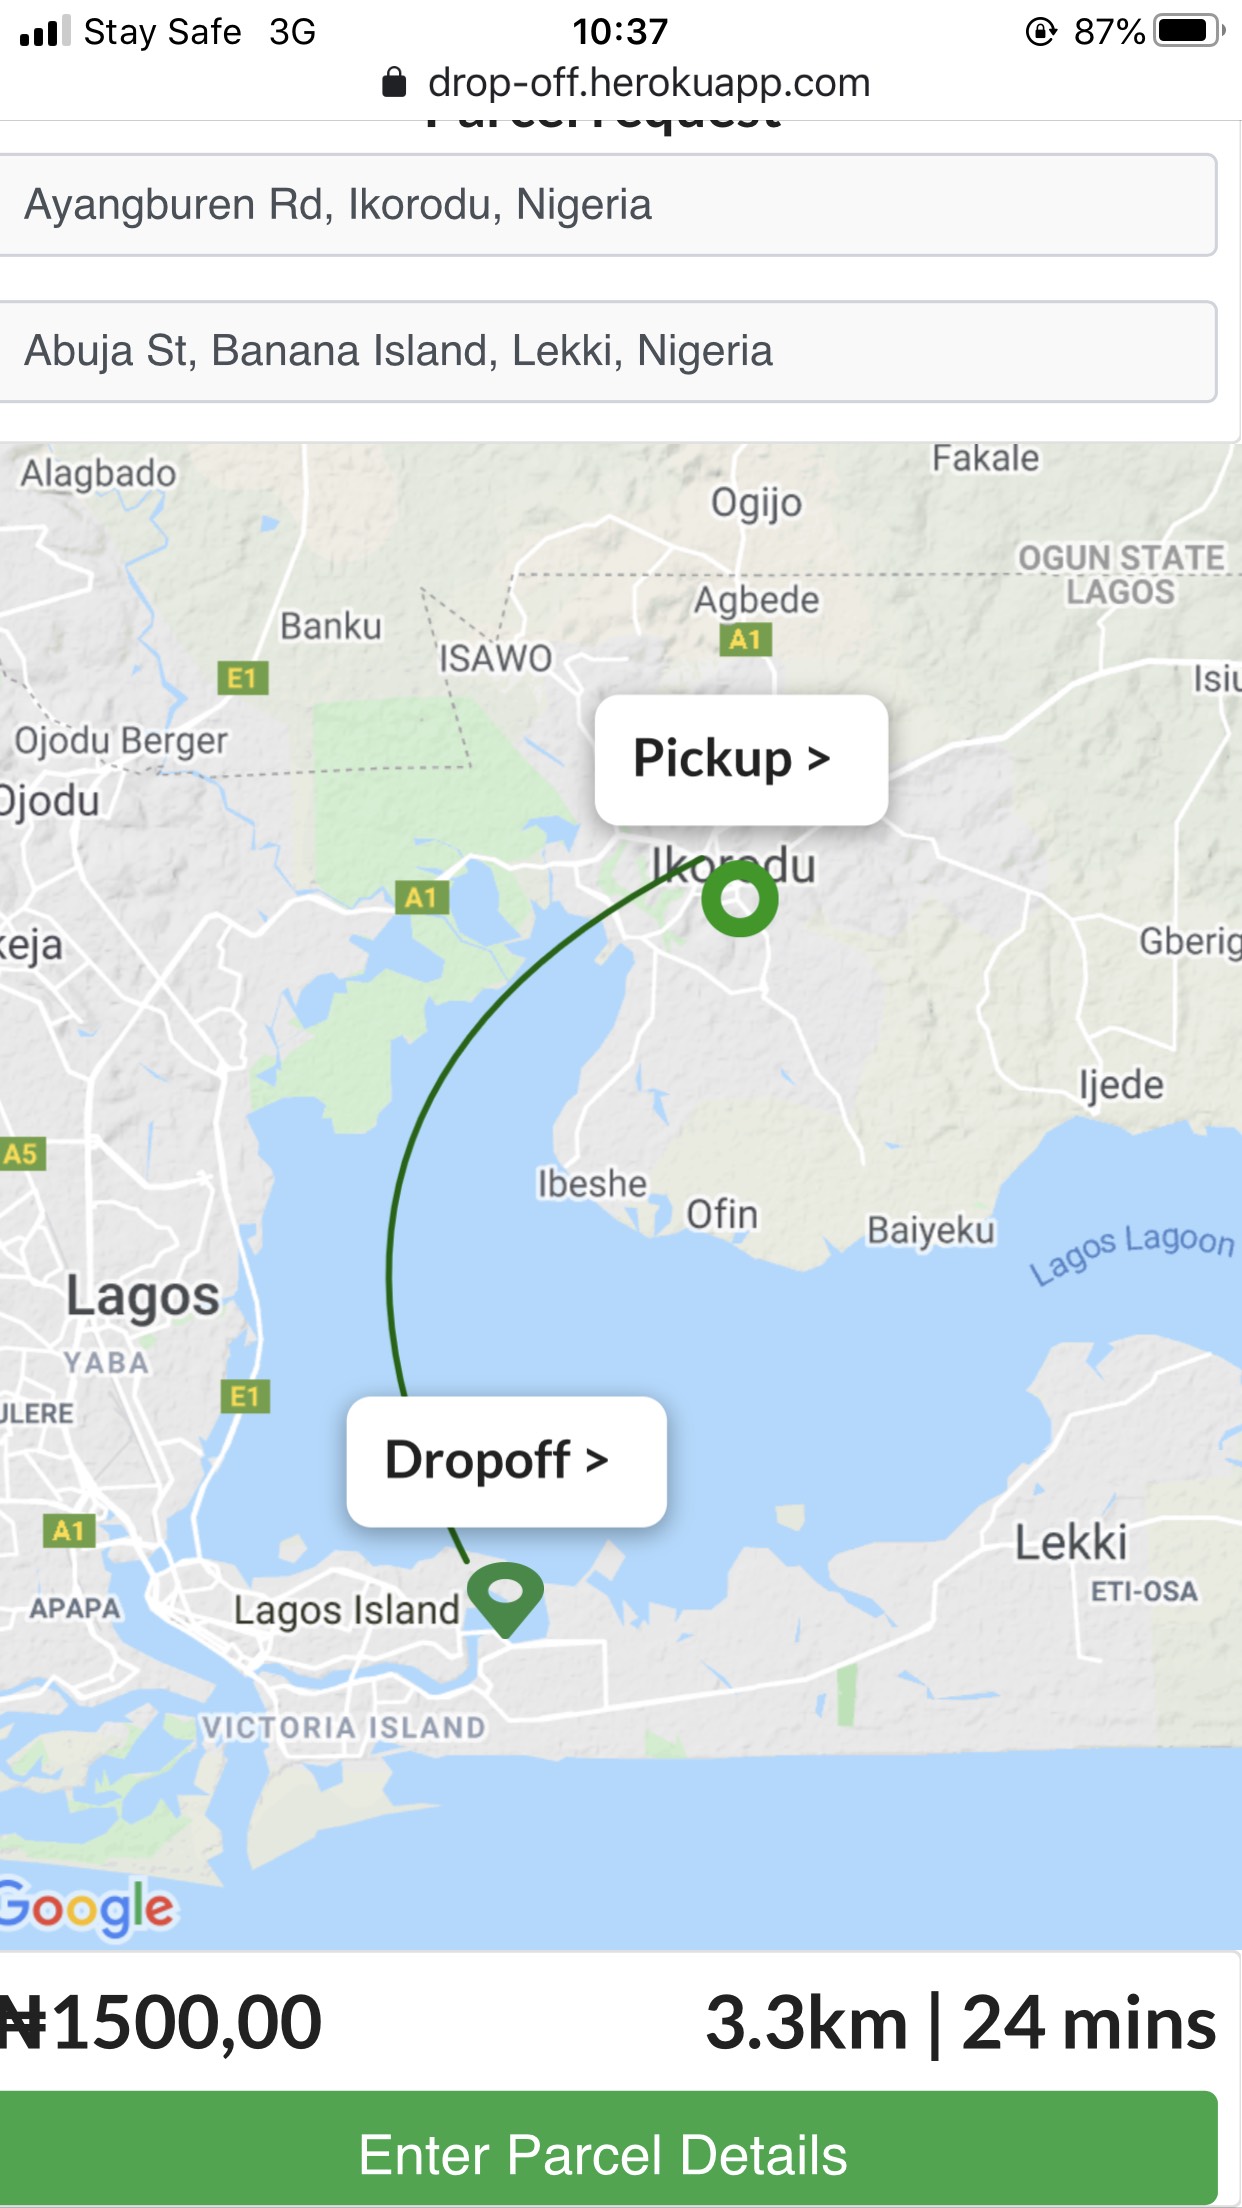 Stay Safe 3G 10:37 87%
drop-off.herokuapp.com
Parcel request
Ayangburen Rd, Ikorodu, Nigeria
Abuja St, Banana Island, Lekki, Nigeria
Alagbado
Fakale
Ogijo
OGUN STATE
LAGOS
Agbede
A1
Banku
ISAWO
E1
Isiu
Ojodu Berger
Ojodu
Pickup >
Ikorodu
A1
keja
Gberig
Ijede
A5
Ibeshe
Ofin
Baiyeku
Lagos Lagoon
Lagos
YABA
ULERE
E1
Dropoff >
A1
Lekki
ETI-OSA
APAPA
Lagos Island
VICTORIA ISLAND
Google
₦1500,00 3.3km | 24 mins
Enter Parcel Details